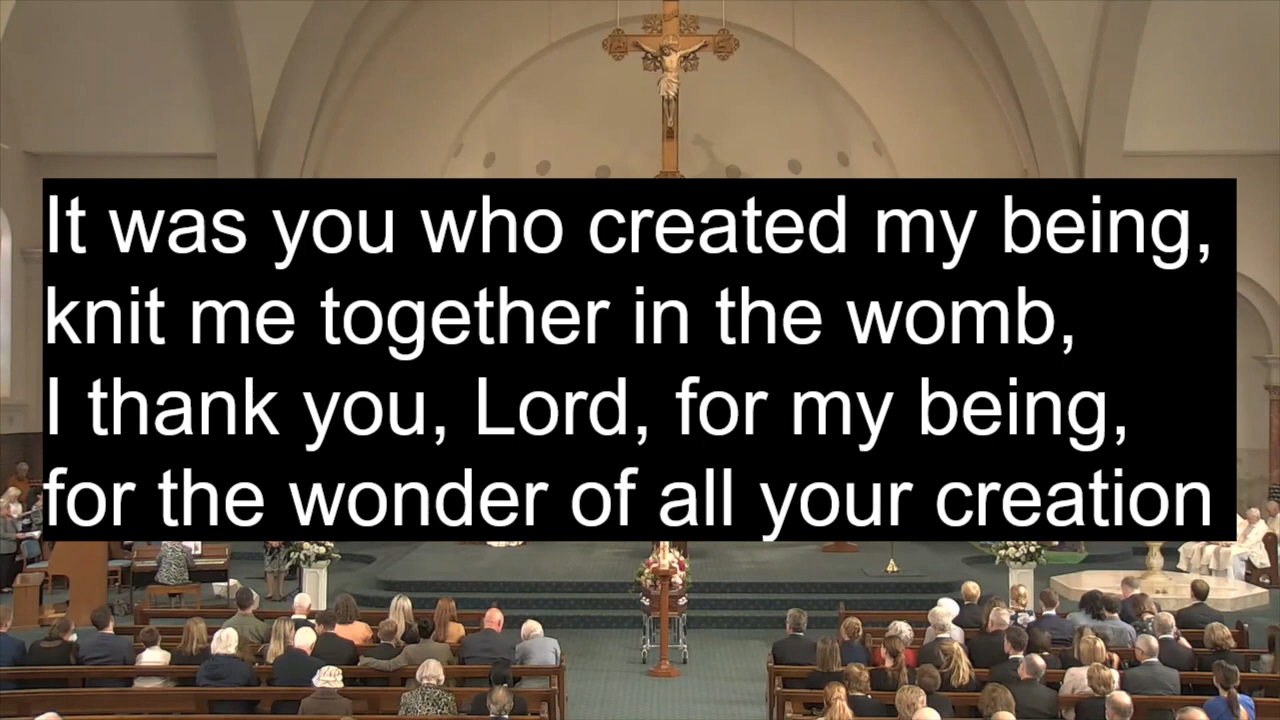 It was you who created my being,
knit me together in the womb,
I thank you, Lord, for my being,
for the wonder of all your creation